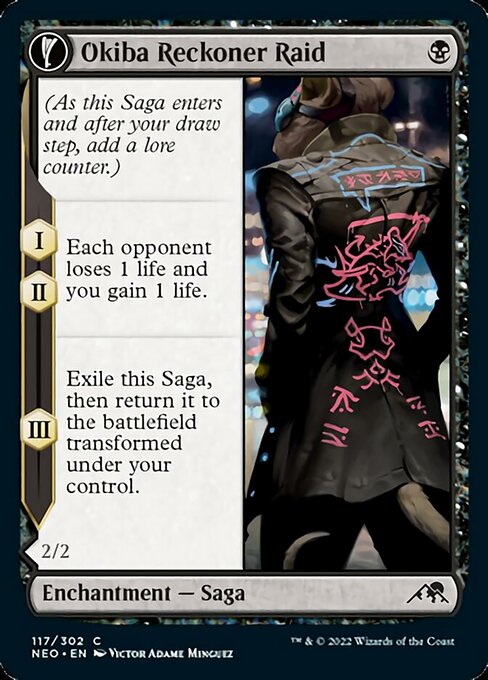 Okiba Reckoner Raid
(As this Saga enters
and after your draw
step, add a lore
counter.)
I
II
Each opponent
loses 1 life and
you gain 1 life.
III
Exile this Saga,
then return it to
the battlefield
transformed
under your
control.
2/2
Enchantment — Saga
117/302 C
NEO • EN Victor Adame Minguez
™ & © 2022 Wizards of the Coast